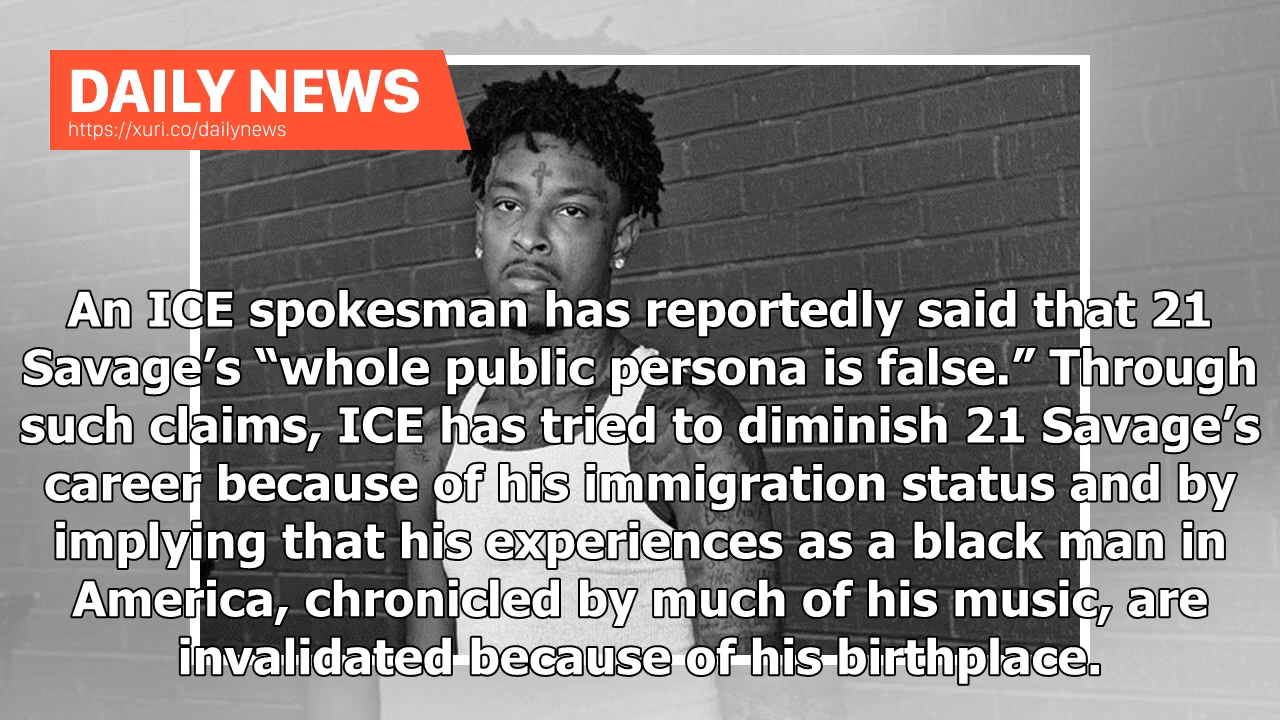 DAILY NEWS
https://xuri.co/dailynews
An ICE spokesman has reportedly said that 21
Savage’s “whole public persona is false.” Through
such claims, ICE has tried to diminish 21 Savage’s
career because of his immigration status and by
implying that his experiences as a black man in
America, chronicled by much of his music, are
invalidated because of his birthplace.